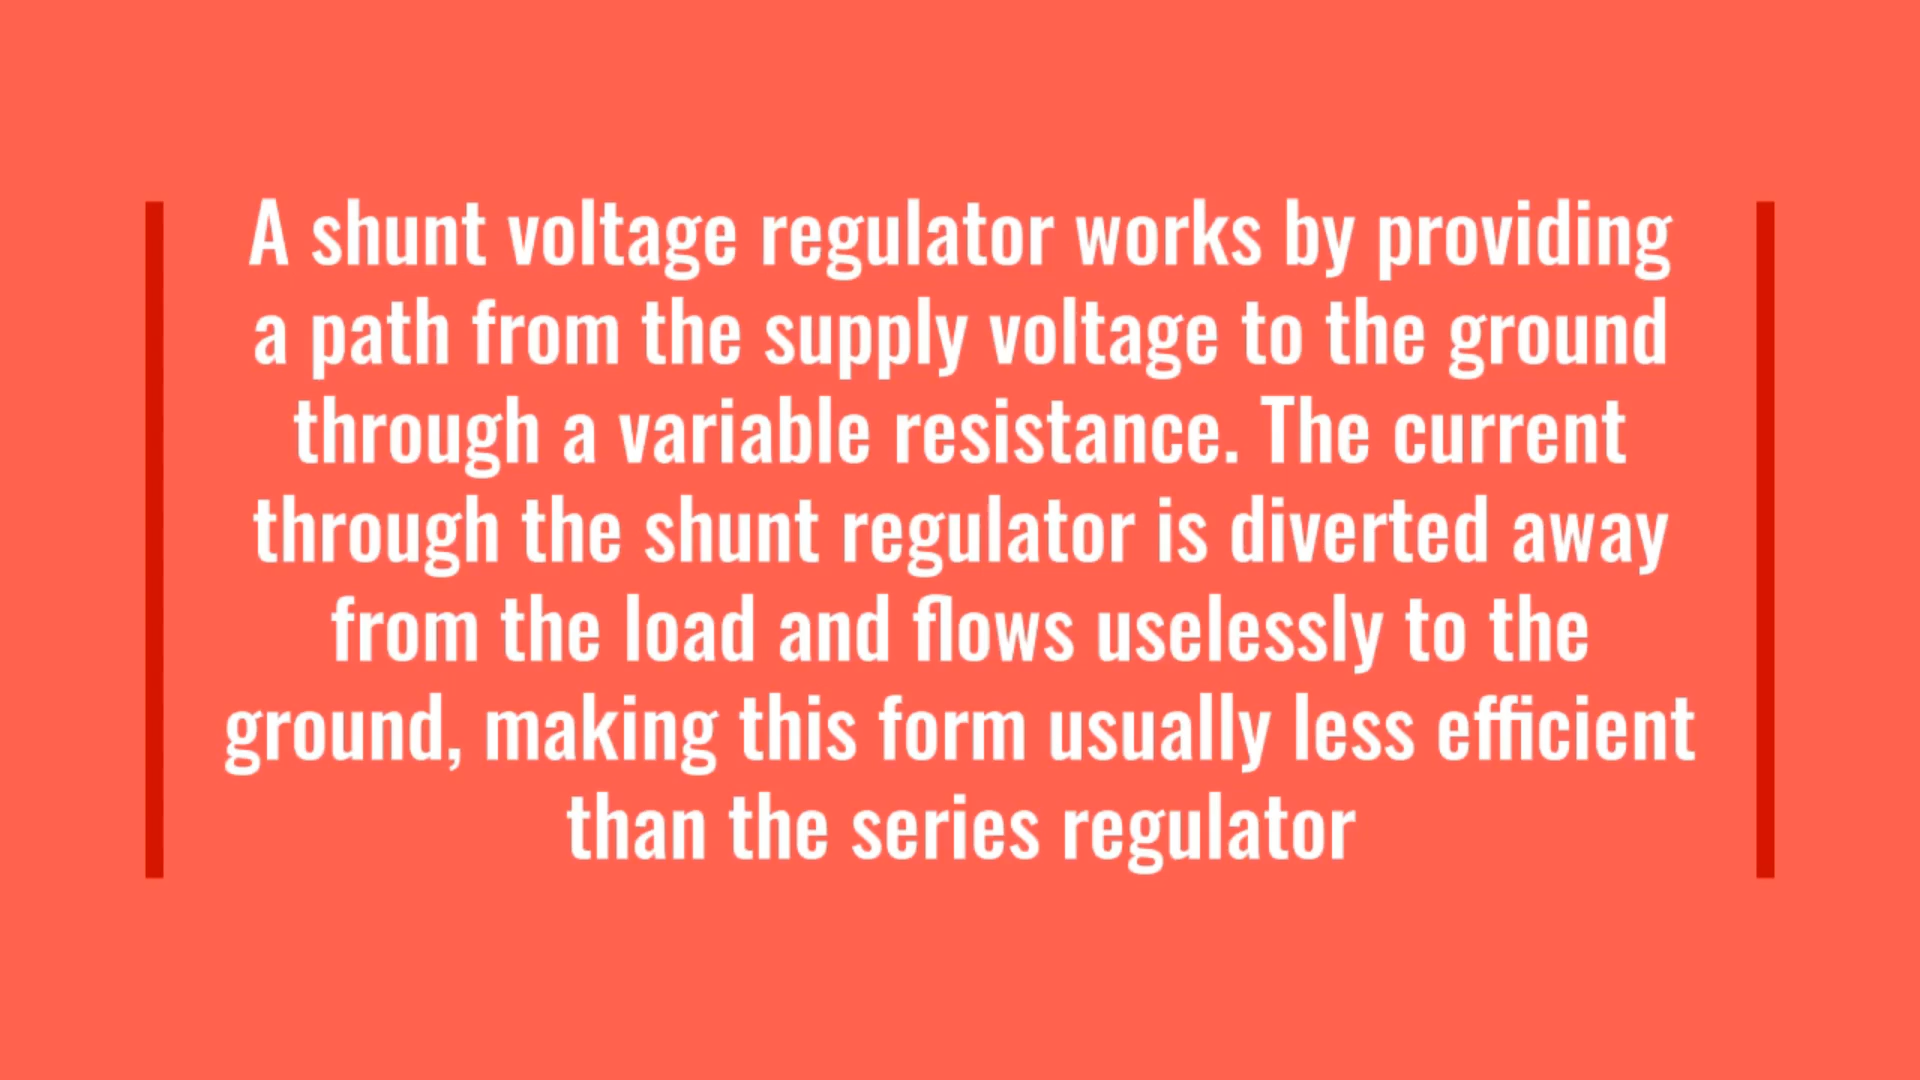 A shunt voltage regulator works by providing
a path from the supply voltage to the ground
through a variable resistance. The current
through the shunt regulator is diverted away
from the load and flows uselessly to the
ground, making this form usually less efficient
than the series regulator